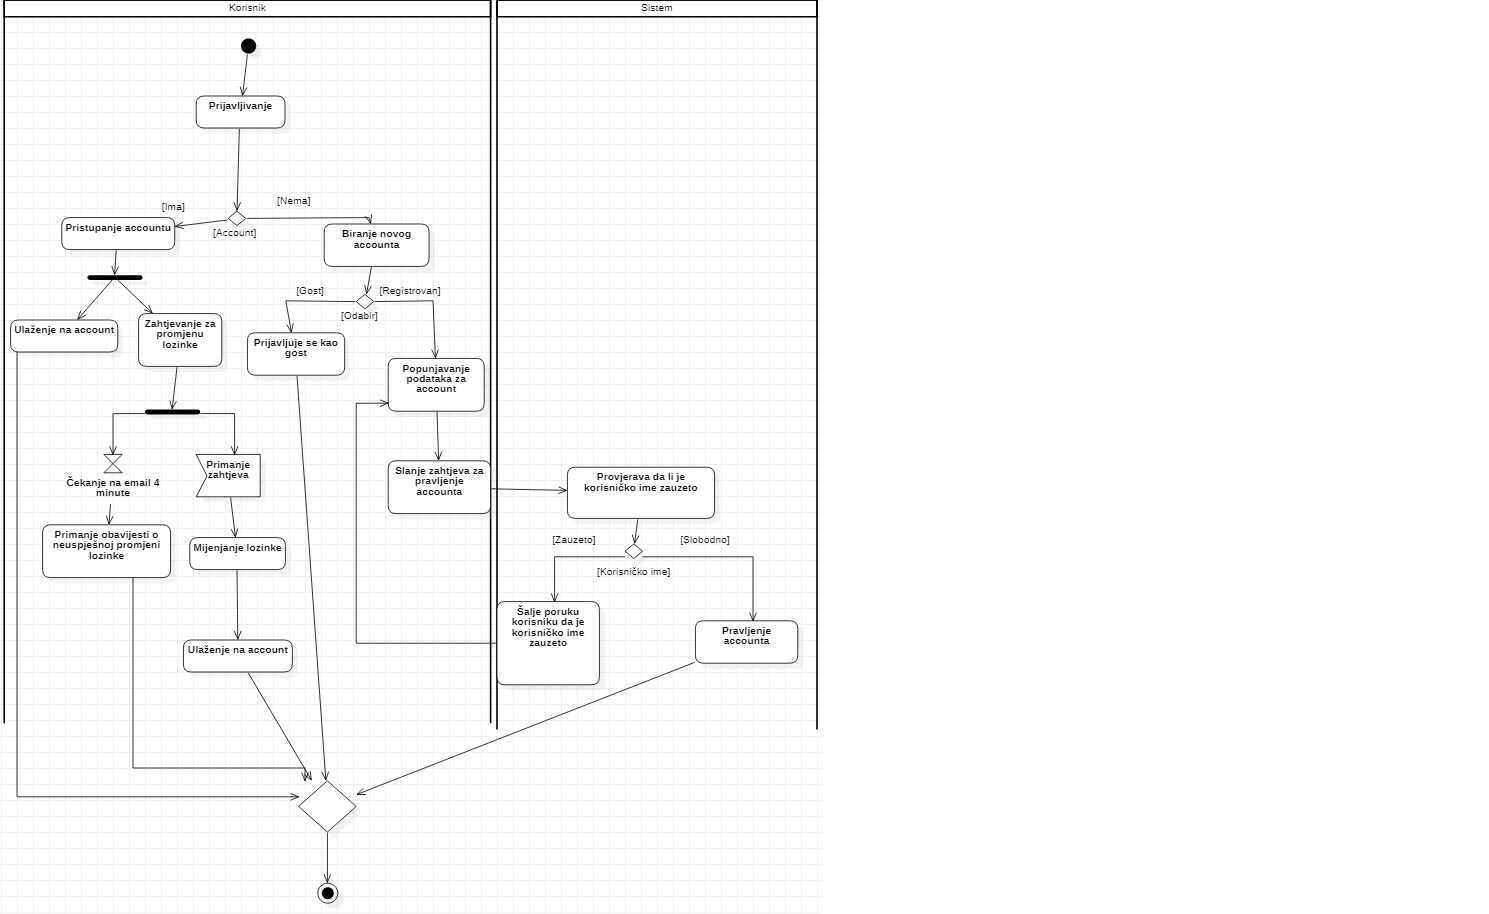 Korisnik
Sistem
Prijavljivanje
[Ima]
[Nema]
[Account]
Pristupanje accountu
Biranje novog
accounta
[Gost]
[Registrovan]
[Odabir]
Ulaženje na account
Zahtjevanje za
promjenu
lozinke
Prijavljuje se kao
gost
Popunjavanje
podataka za
account
Čekanje na email 4
minute
Primanje
zahtjeva
Slanje zahtjeva za
pravljenje
accounta
Provjerava da li je
korisničko ime zauzeto
Primanje obavijesti o
neuspješnoj promjeni
lozinke
Mijenjanje lozinke
[Zauzeto]
[Slobodno]
[Korisničko ime]
Šalje poruku
korisniku da je
korisničko ime
zauzeto
Pravljenje
accounta
Ulaženje na account